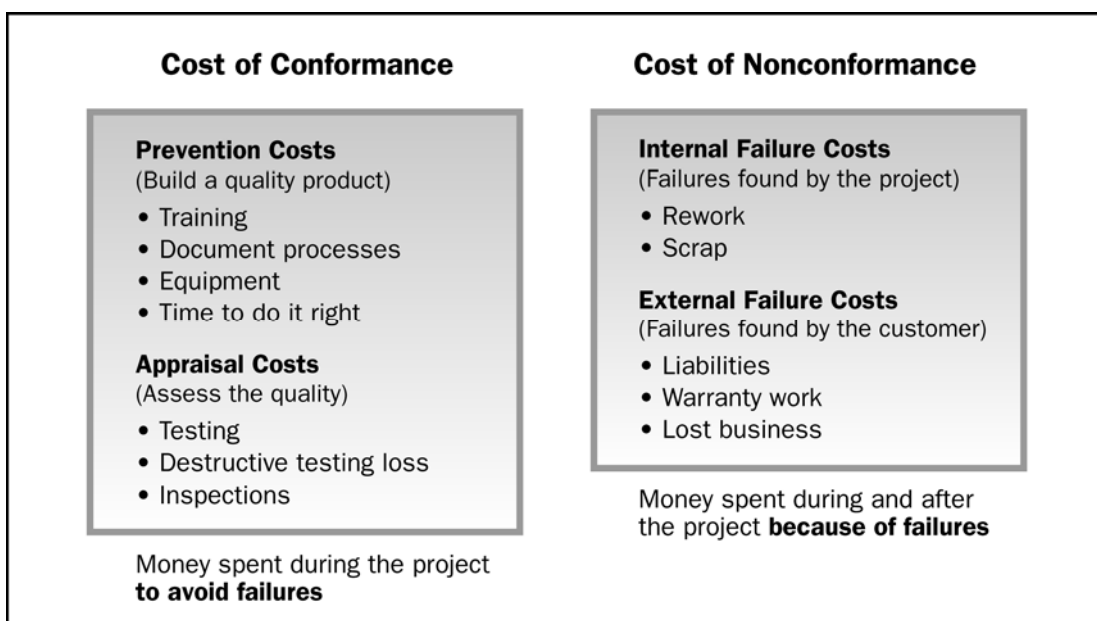 Cost of Conformance
Prevention Costs
(Build a quality product)
• Training
• Document processes
• Equipment
• Time to do it right
Appraisal Costs
(Assess the quality)
• Testing
• Destructive testing loss
• Inspections
Money spent during the project
to avoid failures
Cost of Nonconformance
Internal Failure Costs
(Failures found by the project)
• Rework
• Scrap
External Failure Costs
(Failures found by the customer)
• Liabilities
• Warranty work
• Lost business
Money spent during and after
the project because of failures